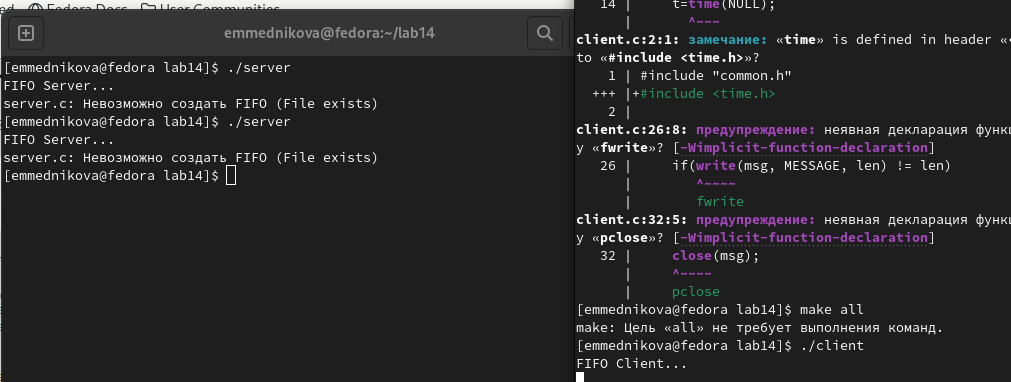 Fedora Docs
User Communities
emmednikova@fedora:~/lab14
[emmednikova@fedora lab14]$ ./server
FIFO Server...
server.c: Невозможно создать FIFO (File exists)
[emmednikova@fedora lab14]$ ./server
FIFO Server...
server.c: Невозможно создать FIFO (File exists)
[emmednikova@fedora lab14]$
14 | t=time(NULL);
| ^~~~
client.c:2:1: замечание: «time» is defined in header «
to «#include <time.h>»?
1 | #include "common.h"
+++ |+#include <time.h>
2 |
client.c:26:8: предупреждение: неявная декларация функ
у «fwrite»? [-Wimplicit-function-declaration]
26 | if(write(msg, MESSAGE, len) != len)
| ^~~~~
| fwrite
client.c:32:5: предупреждение: неявная декларация функ
у «pclose»? [-Wimplicit-function-declaration]
32 | close(msg);
| ^~~~~
| pclose
[emmednikova@fedora lab14]$ make all
make: Цель «all» не требует выполнения команд.
[emmednikova@fedora lab14]$ ./client
FIFO Client...